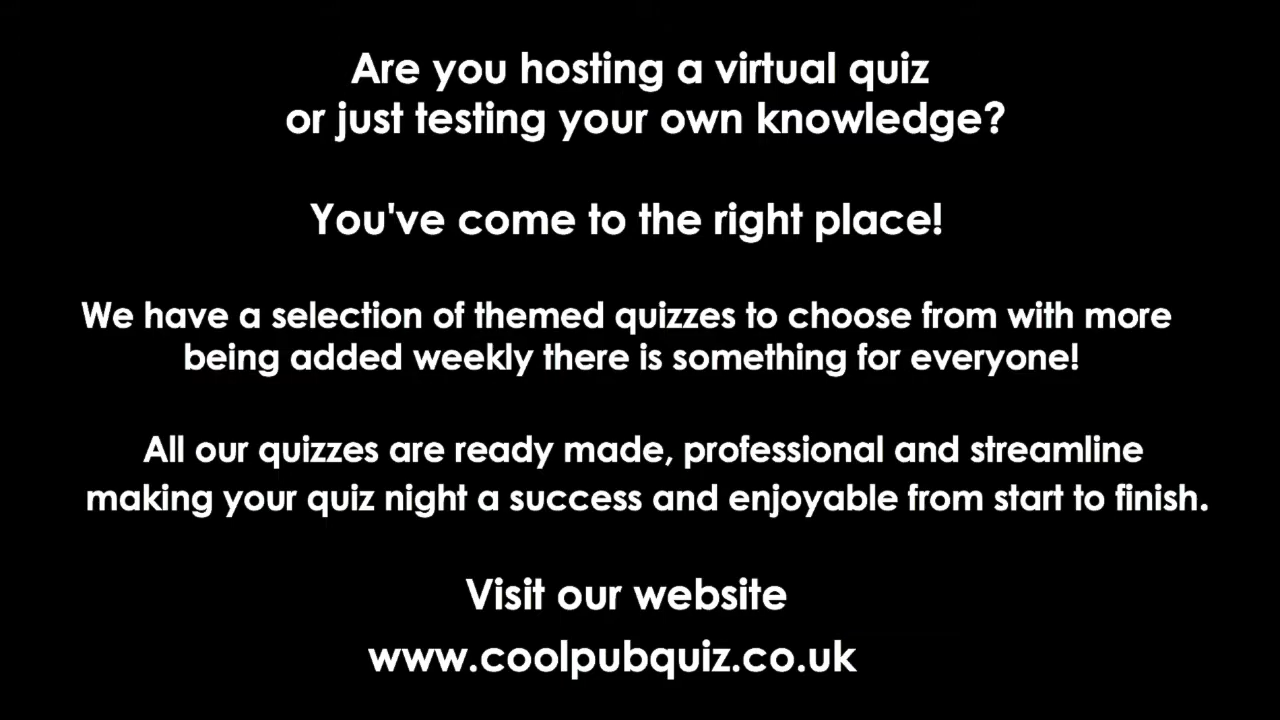 Are you hosting a virtual quiz
or just testing your own knowledge?
You've come to the right place!
We have a selection of themed quizzes to choose from with more
being added weekly there is something for everyone!
All our quizzes are ready made, professional and streamline
making your quiz night a success and enjoyable from start to finish.
Visit our website
www.coolpubquiz.co.uk